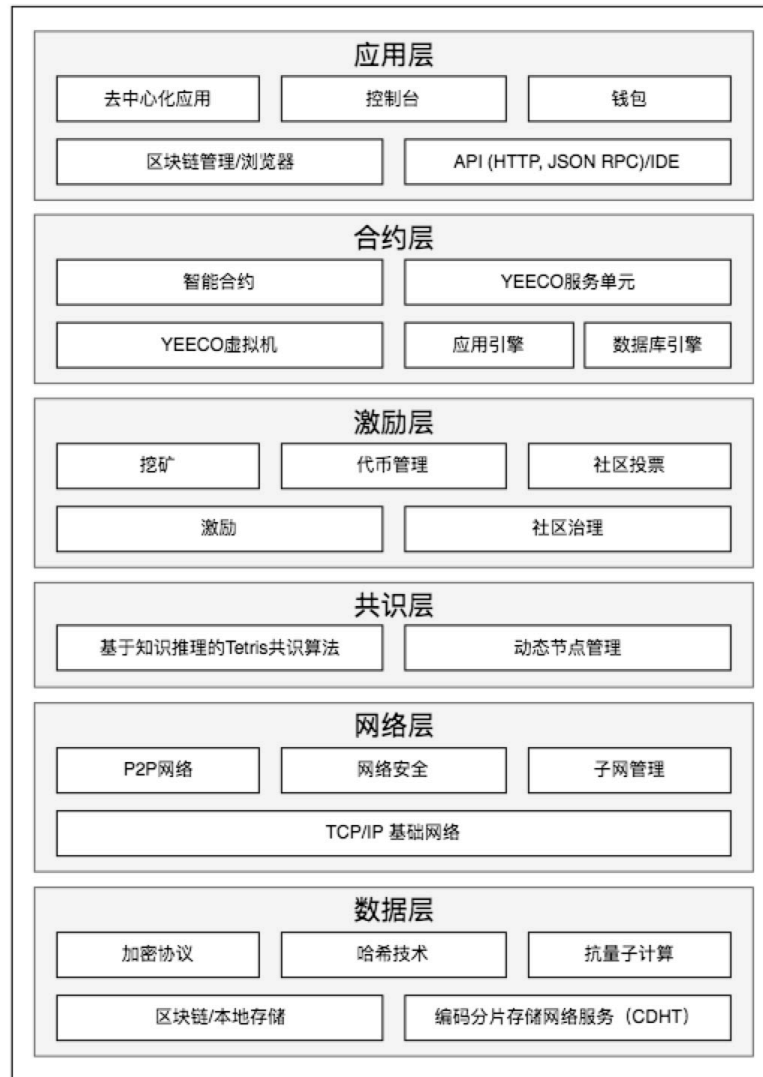 应用层
去中心化应用 控制台 钱包
区块链管理/浏览器 API (HTTP, JSON RPC)/IDE
合约层
智能合约 YEECO服务单元
YEECO虚拟机 应用引擎 数据库引擎
激励层
挖矿 代币管理 社区投票
激励 社区治理
共识层
基于知识推理的Tetris共识算法 动态节点管理
网络层
P2P网络 网络安全 子网管理
TCP/IP 基础网络
数据层
加密协议 哈希技术 抗量子计算
区块链/本地存储 编码分片存储网络服务（CDHT）